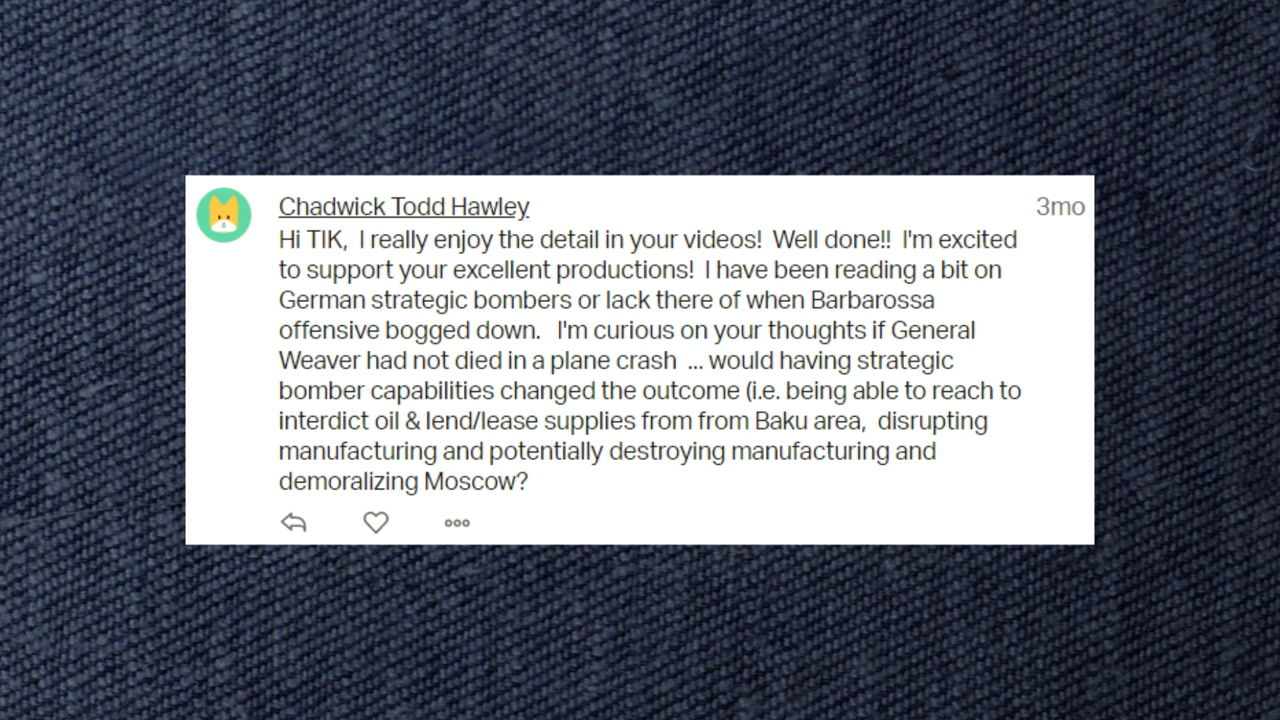 Chadwick Todd Hawley
3mo
Hi TIK,  I really enjoy the detail in your videos!  Well done!!  I'm excited
to support your excellent productions!  I have been reading a bit on
German strategic bombers or lack there of when Barbarossa
offensive bogged down.   I'm curious on your thoughts if General
Weaver had not died in a plane crash  ... would having strategic
bomber capabilities changed the outcome (i.e. being able to reach to
interdict oil & lend/lease supplies from from Baku area,  disrupting
manufacturing and potentially destroying manufacturing and
demoralizing Moscow?